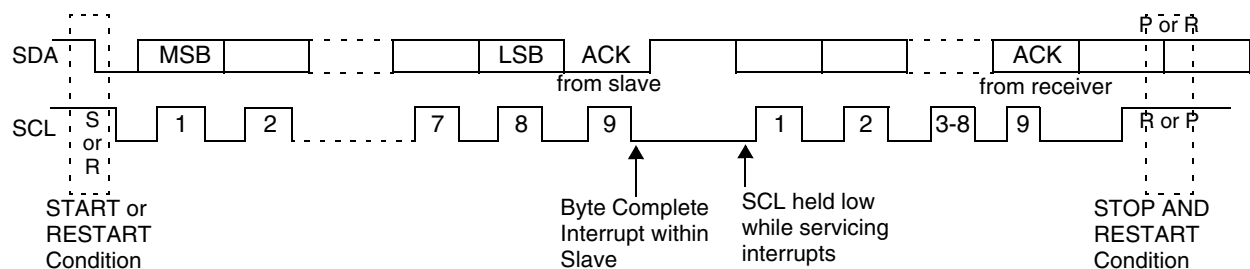 P or R
SDA
MSB
LSB
ACK
ACK
from slave
from receiver
SCL
S
or
R
1
2
7
8
9
1
2
3-8
9
R or P
START or
RESTART
Condition
Byte Complete
Interrupt within
Slave
SCL held low
while servicing
interrupts
STOP AND
RESTART
Condition